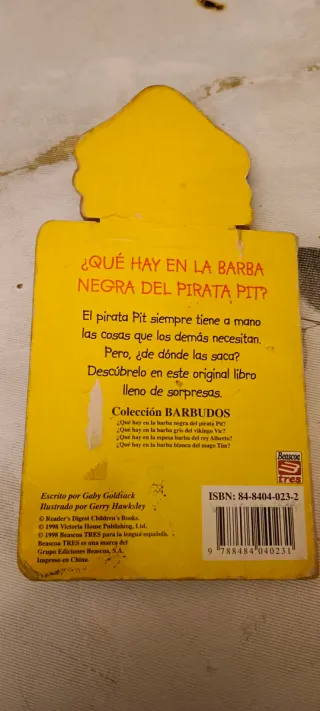 ¿QUÉ HAY EN LA BARBA
NEGRA DEL PIRATA PIT?
El pirata Pit siempre tiene a mano
las cosas que los demás necesitan.
Pero, ¿de dónde las saca?
Descúbrelo en este original libro
lleno de sorpresas.
Colección BARBUDOS
¿Qué hay en la barba negra del pirata Pit?
¿Qué hay en la barba gris del vikingo Vic?
¿Qué hay en la espesa barba del rey Alberto?
¿Qué hay en la barba blanca del mago Tim?
Beascoa
tres
Escrito por Gaby Goldsack
Ilustrado por Gerry Hawksley
© Reader's Digest Children's Books.
© 1998 Victoria House Publishing, Ltd.
© 1998 Beascoa TRES para la lengua española.
Beascoa TRES es una marca del
Grupo Ediciones Beascoa, S.A.
Impreso en China.
ISBN: 84-8404-023-2
9 788484 040231